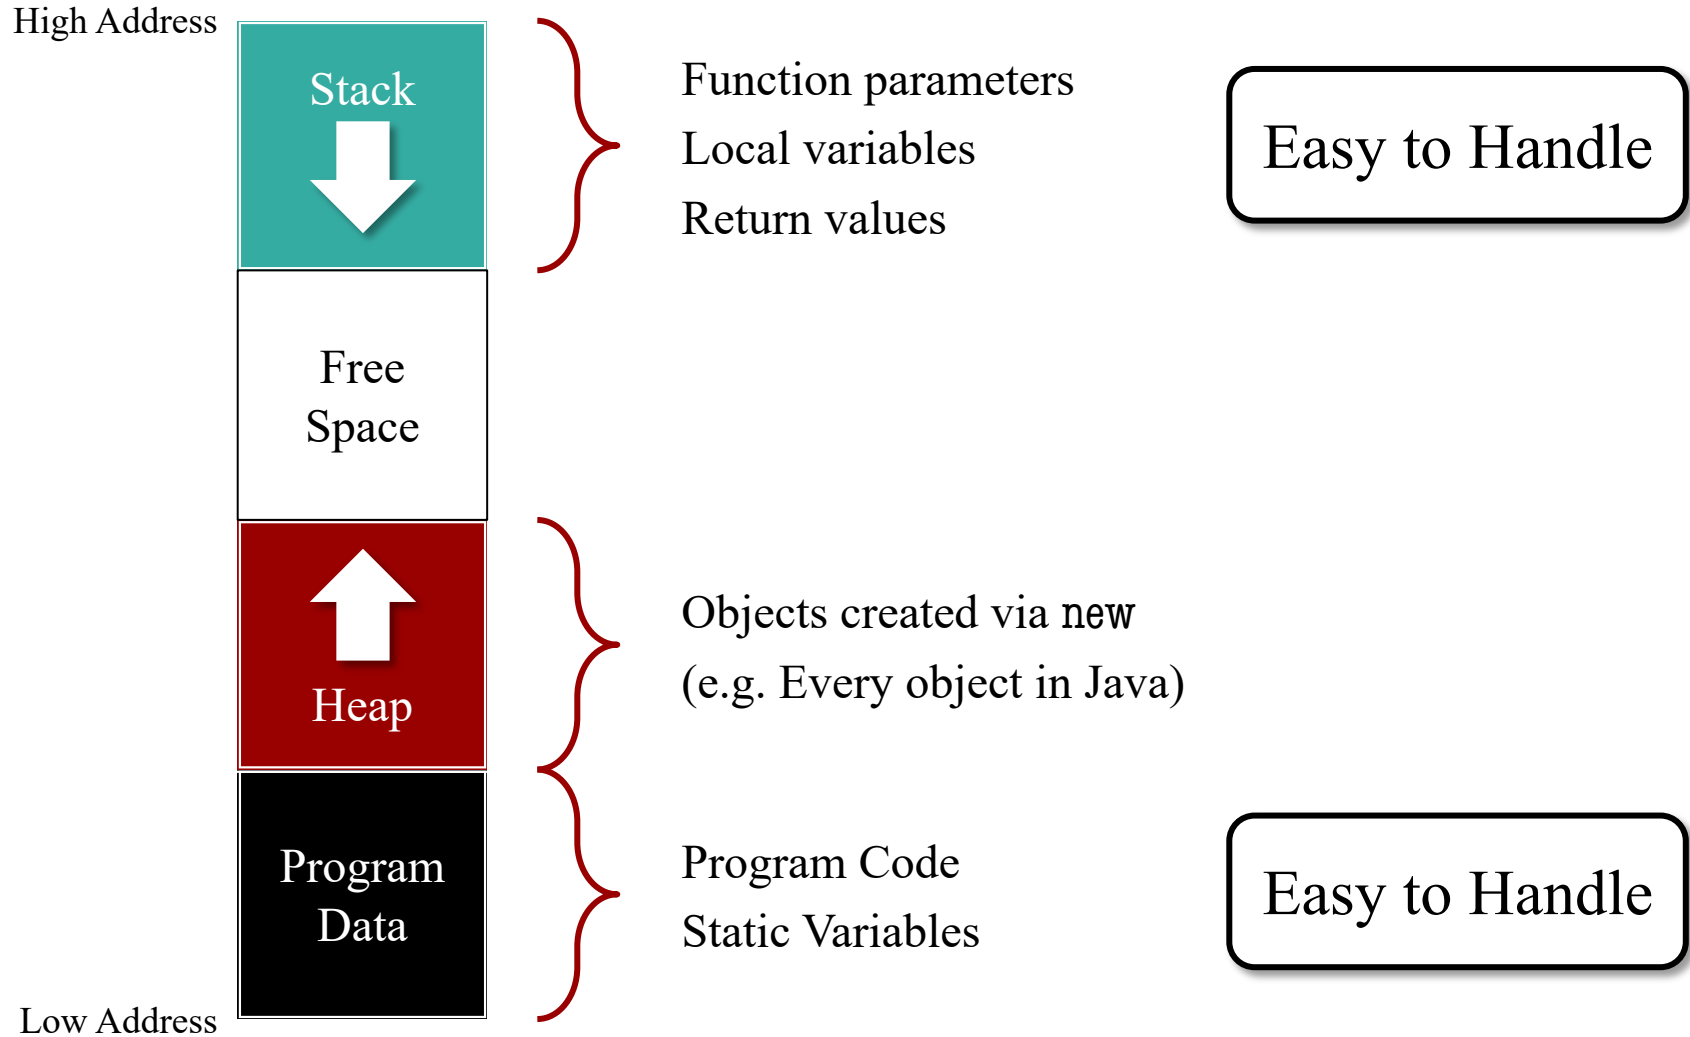 High Address
Stack
Function parameters
Local variables
Return values
Easy to Handle
Free
Space
Objects created via new
(e.g. Every object in Java)
Heap
Program
Data
Program Code
Static Variables
Easy to Handle
Low Address